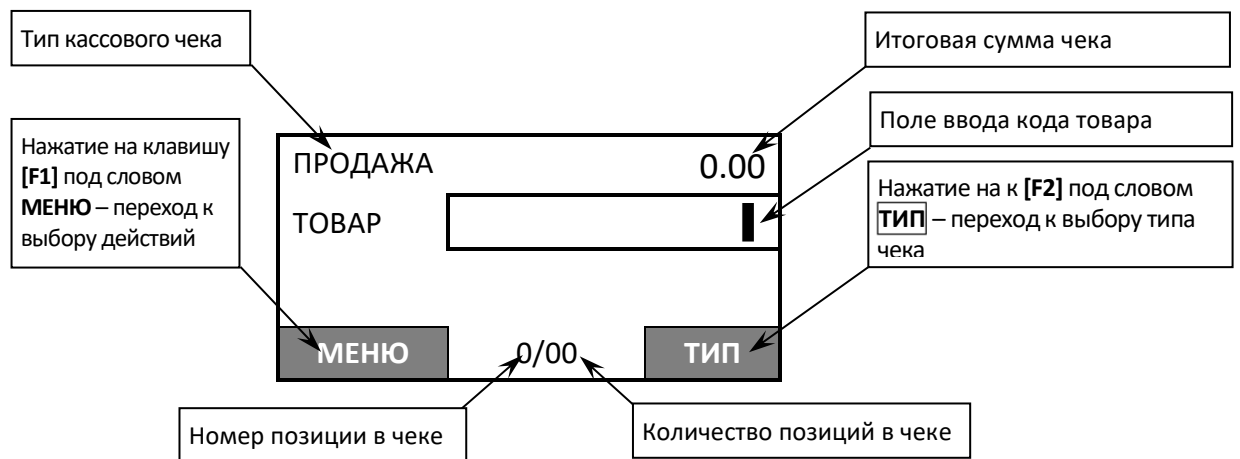 Тип кассового чека
Итоговая сумма чека
Поле ввода кода товара
Нажатие на клавишу
[F1] под словом
МЕНЮ – переход к
выбору действий
ПРОДАЖА 0.00
ТОВАР
Нажатие на к [F2] под словом
ТИП – переход к выбору типа
чека
МЕНЮ 0/00 ТИП
Номер позиции в чеке
Количество позиций в чеке